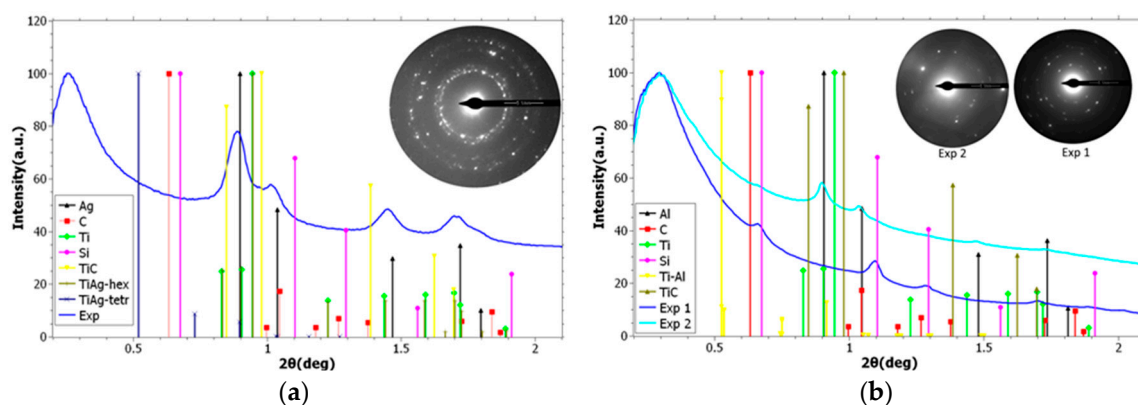 120
100
80
60
40
20
0
Intensity(a.u.)
Ag
C
Ti
Si
TiC
TiAg-hex
TiAg-tetr
Exp
0.5
1
1.5
2
2θ(deg)
(a)
120
100
80
60
40
20
0
Intensity(a.u.)
Al
C
Ti
Si
Ti-Al
TiC
Exp 1
Exp 2
Exp 2
Exp 1
0.5
1
1.5
2
2θ(deg)
(b)